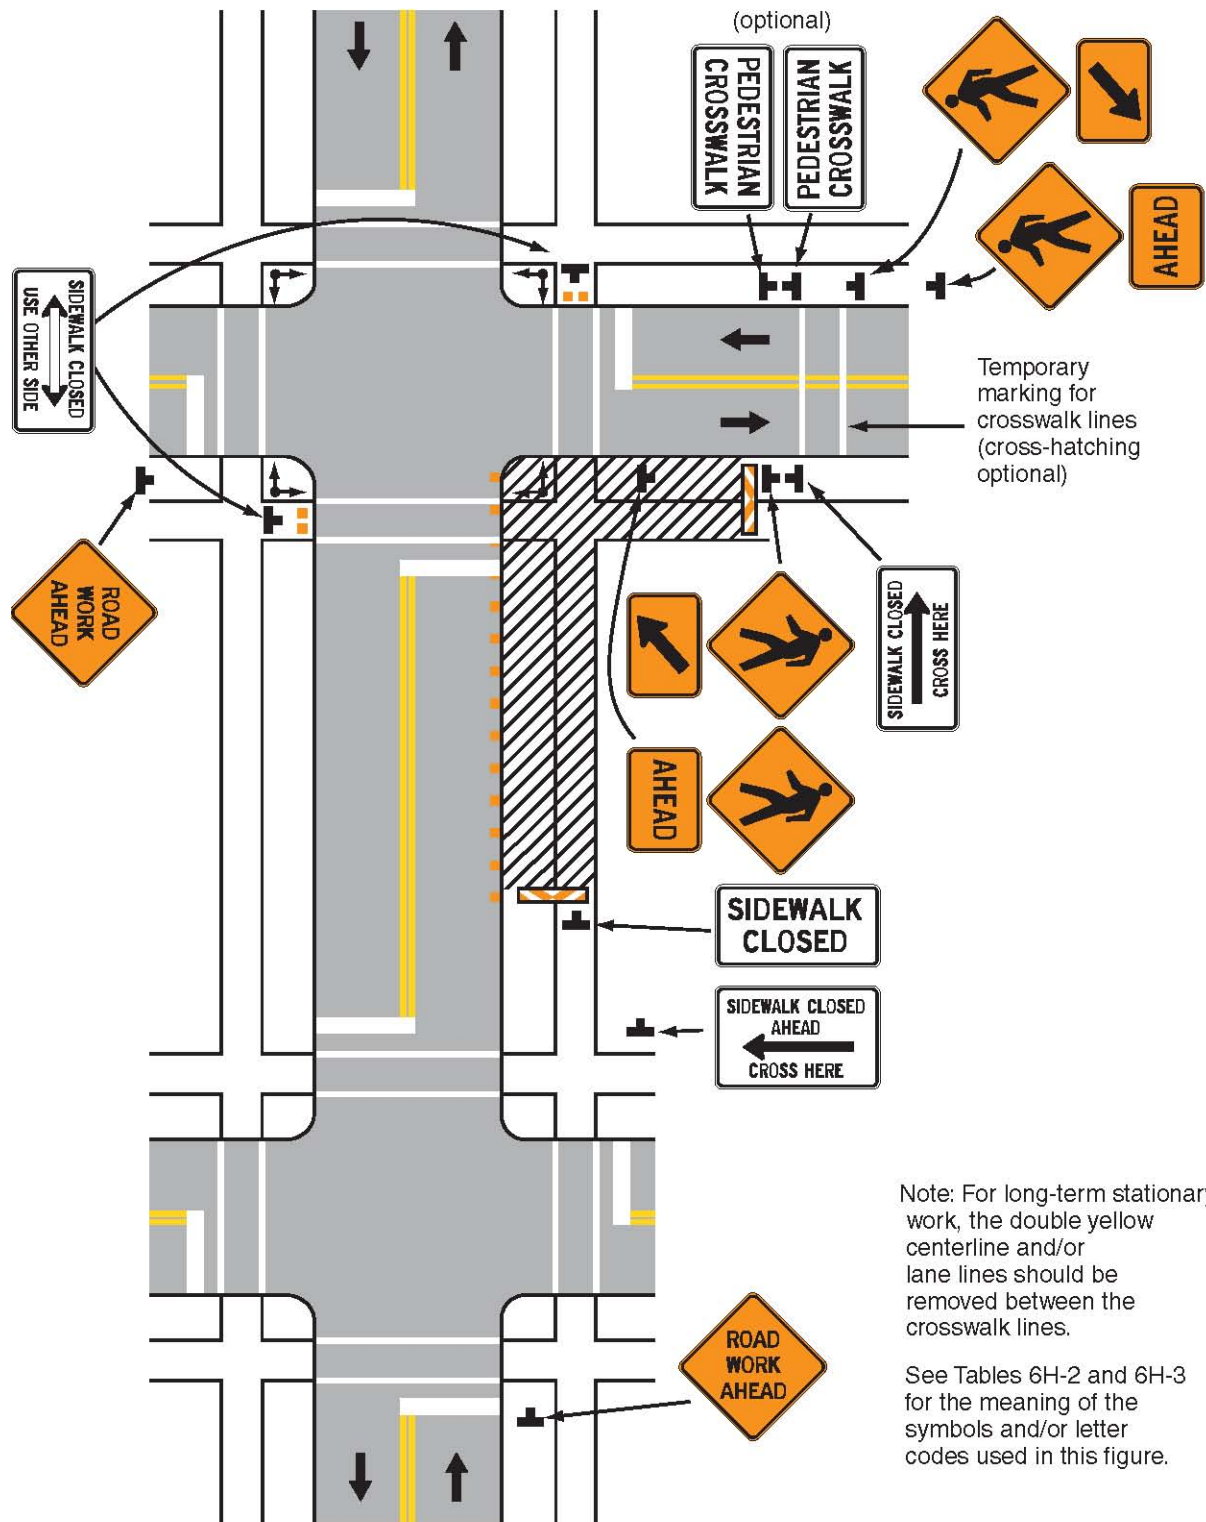 (optional)
PEDESTRIAN
CROSSWALK
PEDESTRIAN
CROSSWALK
AHEAD
SIDEWALK CLOSED
USE OTHER SIDE
Temporary
marking for
crosswalk lines
(cross-hatching
optional)
ROAD
WORK
AHEAD
SIDEWALK CLOSED
CROSS HERE
AHEAD
SIDEWALK
CLOSED
SIDEWALK CLOSED
AHEAD
CROSS HERE
Note: For long-term stationary
work, the double yellow
centerline and/or
lane lines should be
removed between the
crosswalk lines.
ROAD
WORK
AHEAD
See Tables 6H-2 and 6H-3
for the meaning of the
symbols and/or letter
codes used in this figure.